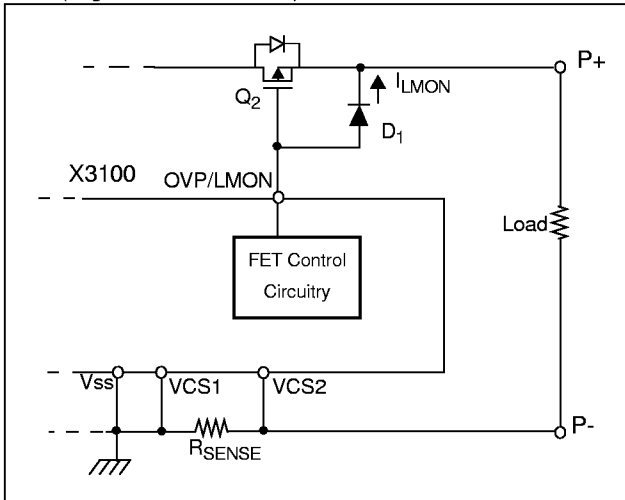 P+
Q2
ILMON
D1
X3100
OVP/LMON
Load
FET Control
Circuitry
Vss
VCS1
VCS2
P-
RSENSE